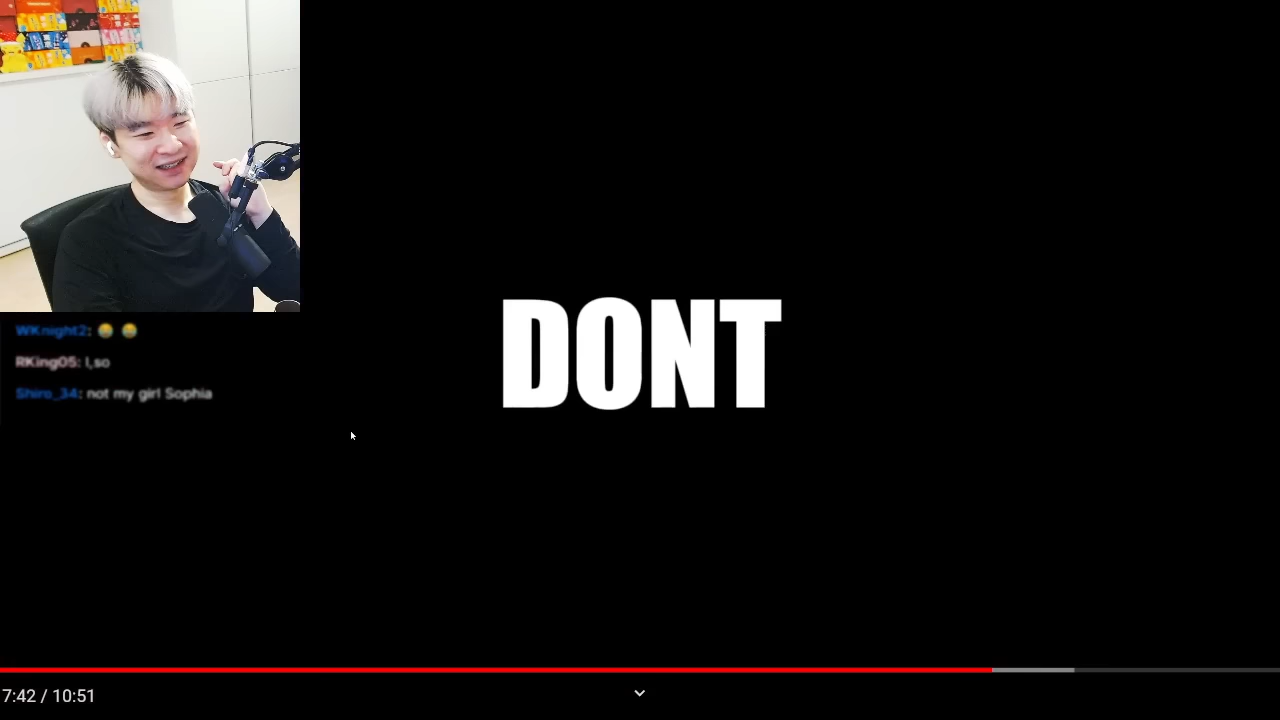 WKnight2: 😂 😂
RKing05: l,so
Shiro_34: not my girl Sophia
DONT
7:42 / 10:51